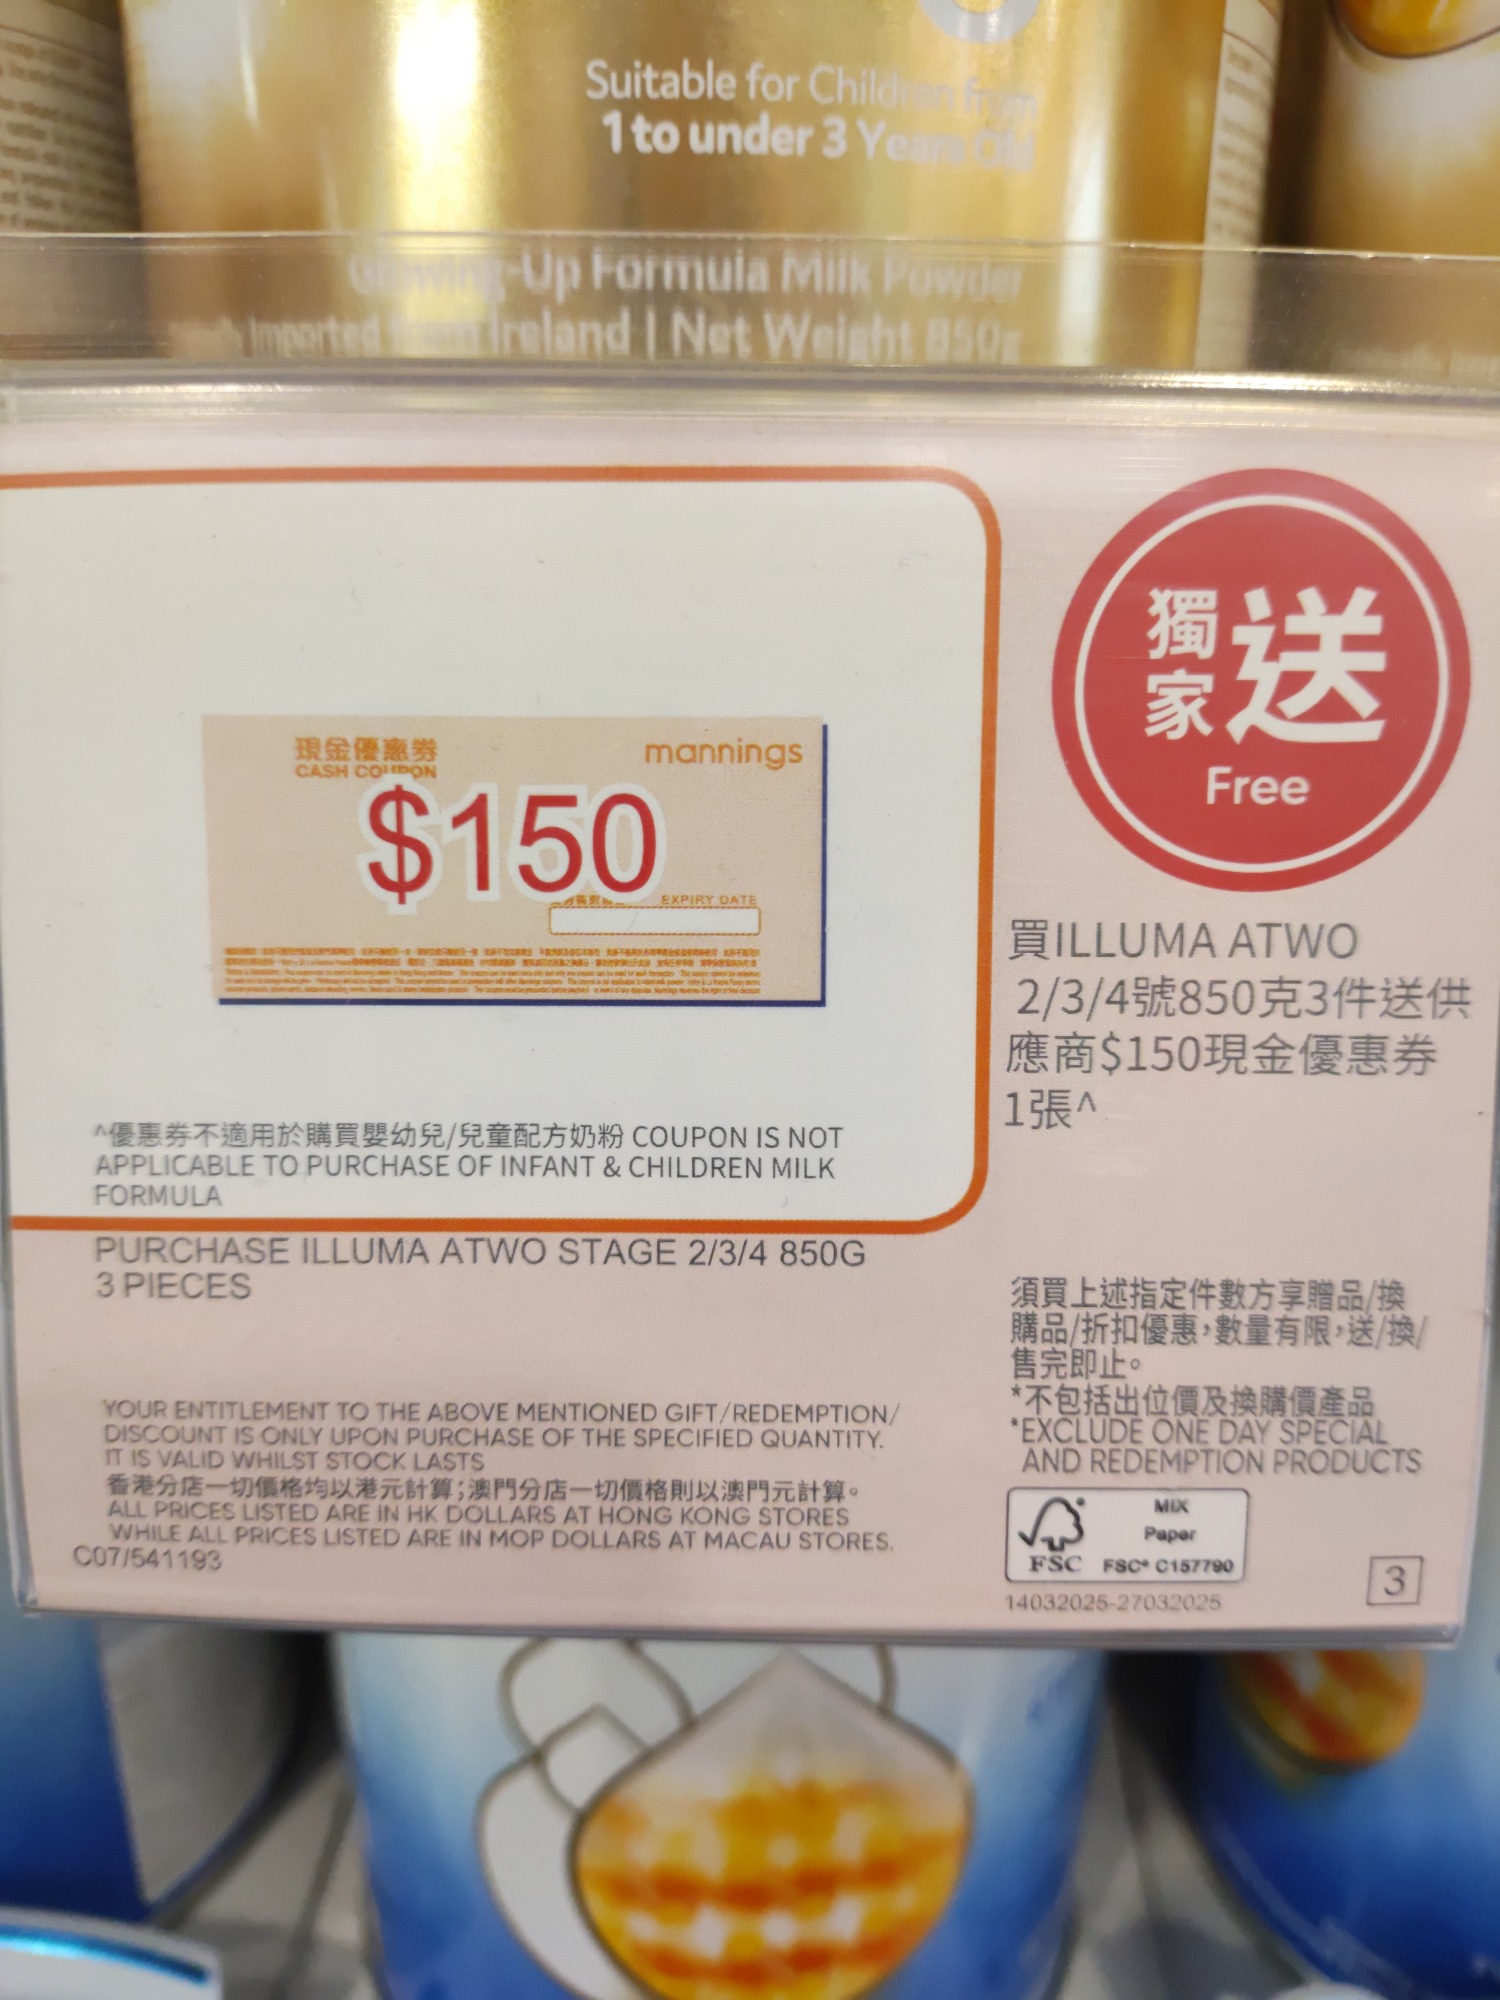 Suitable for Children from
1 to under 3 Years Old
Growing-Up Formula Milk Powder
Imported from Ireland | Net Weight 850g
現金優惠券
CASH COUPON
mannings
$150
EXPIRY DATE
^優惠券不適用於購買嬰幼兒/兒童配方奶粉 COUPON IS NOT
APPLICABLE TO PURCHASE OF INFANT & CHILDREN MILK
FORMULA
PURCHASE ILLUMA ATWO STAGE 2/3/4 850G
3 PIECES
YOUR ENTITLEMENT TO THE ABOVE MENTIONED GIFT/REDEMPTION/
DISCOUNT IS ONLY UPON PURCHASE OF THE SPECIFIED QUANTITY.
IT IS VALID WHILST STOCK LASTS
香港分店一切價格均以港元計算;澳門分店一切價格則以澳門元計算。
ALL PRICES LISTED ARE IN HK DOLLARS AT HONG KONG STORES
WHILE ALL PRICES LISTED ARE IN MOP DOLLARS AT MACAU STORES.
C07/541193
獨家
送
Free
買ILLUMA ATWO
2/3/4號850克3件送供
應商$150現金優惠券
1張^
須買上述指定件數方享贈品/換
購品/折扣優惠,數量有限,送/換/
售完即止。
*不包括出位價及換購價產品
*EXCLUDE ONE DAY SPECIAL
AND REDEMPTION PRODUCTS
MIX
Paper
FSC
FSC® C157790
14032025-27032025
3